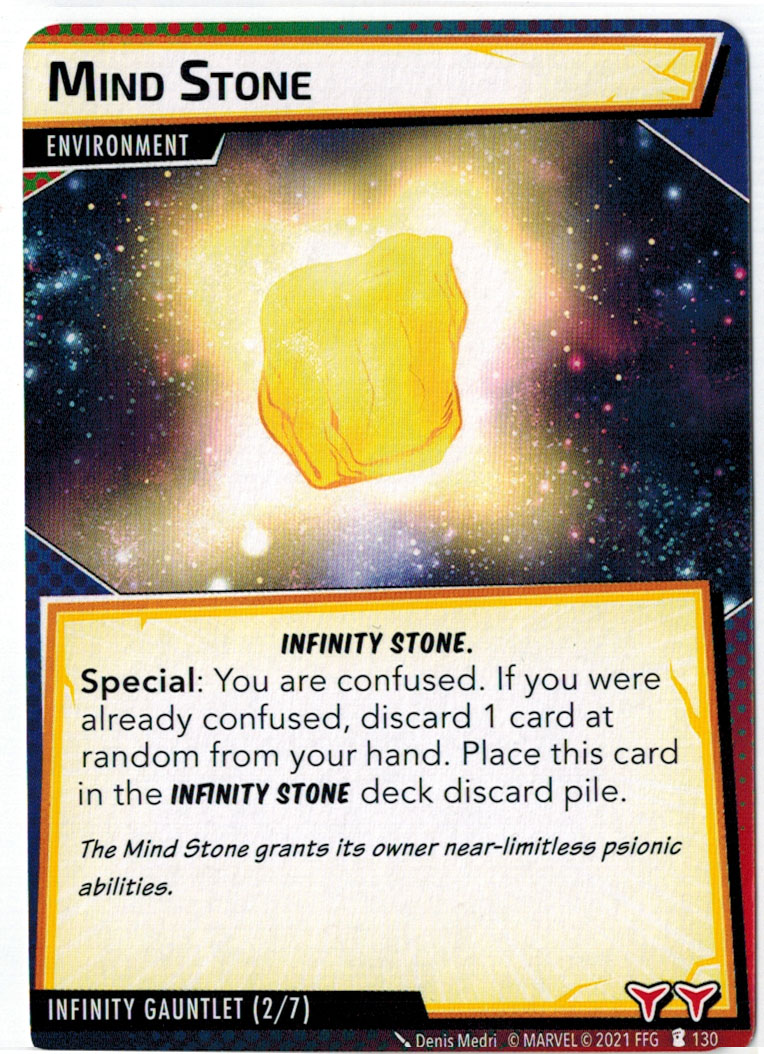 MIND STONE
ENVIRONMENT
INFINITY STONE.
Special: You are confused. If you were
already confused, discard 1 card at
random from your hand. Place this card
in the INFINITY STONE deck discard pile.
The Mind Stone grants its owner near-limitless psionic
abilities.
INFINITY GAUNTLET (2/7)
Denis Medri © MARVEL © 2021 FFG 130